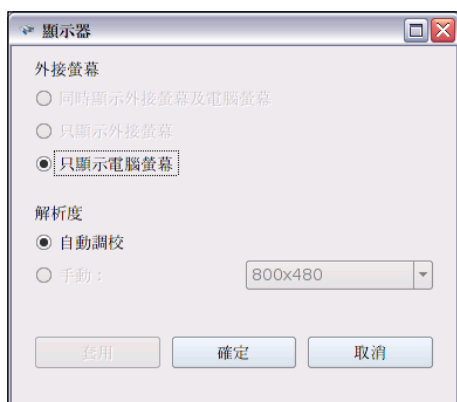 顯示器
外接螢幕
同時顯示外接螢幕及電腦螢幕
只顯示外接螢幕
只顯示電腦螢幕
解析度
自動調校
手動：
800x480
套用
確定
取消